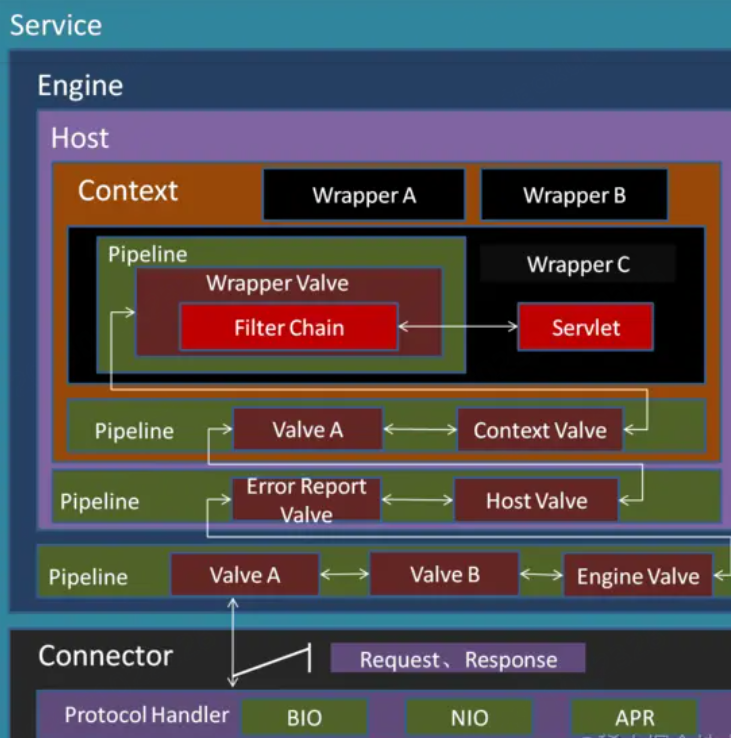 Service
Engine
Host
Context
Wrapper A
Wrapper B
Pipeline
Wrapper C
Wrapper Valve
Filter Chain
Servlet
Pipeline
Valve A
Context Valve
Pipeline
Error Report
Valve
Host Valve
Pipeline
Valve A
Valve B
Engine Valve
Connector
Request、Response
Protocol Handler
BIO
NIO
APR